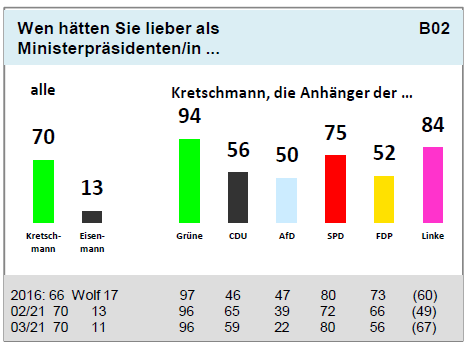 Wen hätten Sie lieber als B02
Ministerpräsidenten/in ...
alle Kretschmann, die Anhänger der ...
70 13 94 56 50 75 52 84
Kretsch- Eisen- Grüne CDU AfD SPD FDP Linke
mann mann
2016: 66 Wolf 17 97 46 47 80 73 (60)
02/21 70 13 96 65 39 72 66 (49)
03/21 70 11 96 59 22 80 56 (67)